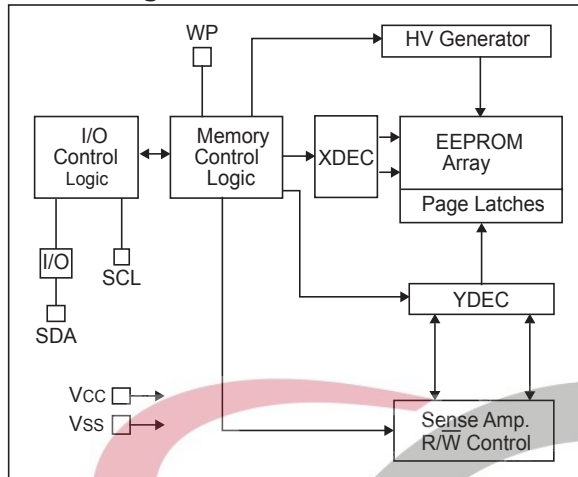 WP
HV Generator
I/O
Control
Logic
Memory
Control
Logic
XDEC
EEPROM
Array
Page Latches
I/O
SCL
SDA
YDEC
Vcc
Vss
Sense Amp.
R/W̅ Control